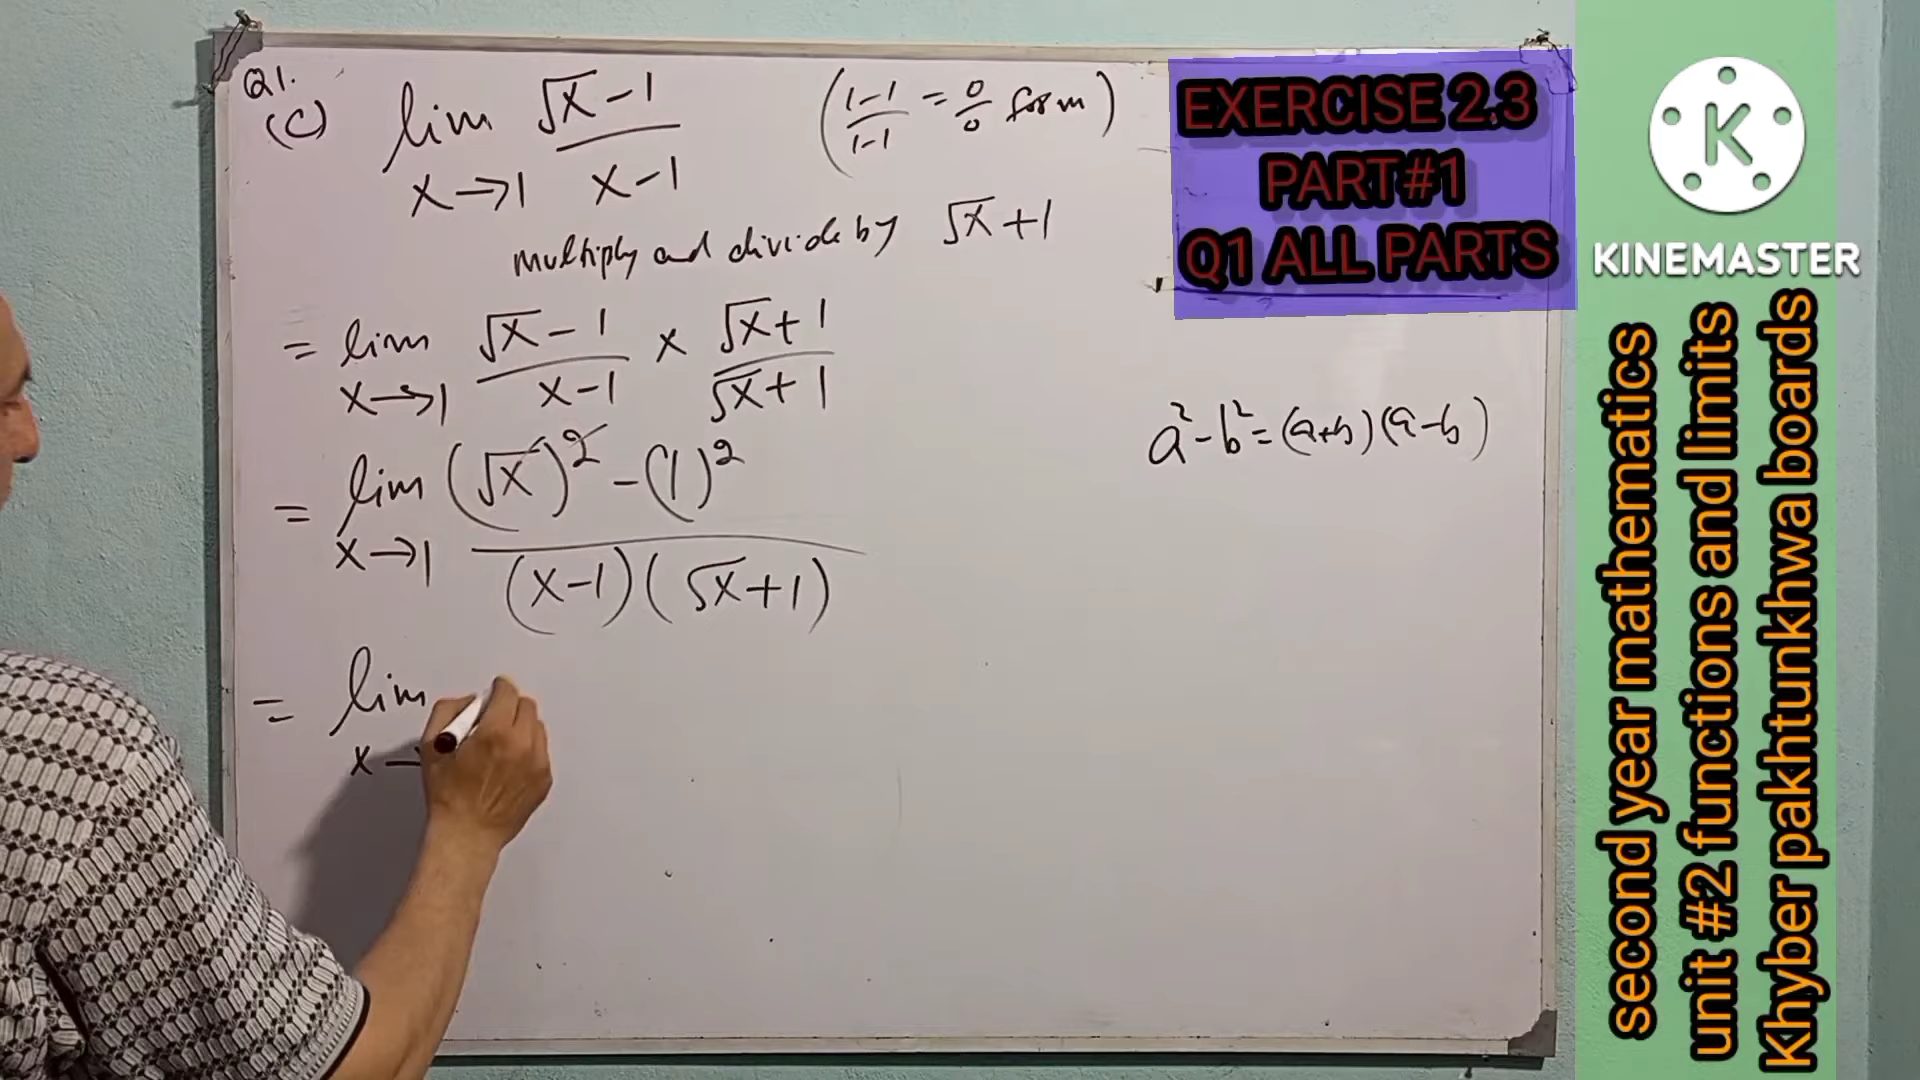 Q1.
(C) lim x→1 (√x - 1)/(x - 1) (1-1/1-1 = 0/0 form)
multiply and divide by √x + 1
= lim x→1 (√x - 1)/(x - 1) × (√x + 1)/(√x + 1)
= lim x→1 ((√x)² - (1)²)/((x-1)(√x+1))
= lim x→
a² - b² = (a+b)(a-b)
EXERCISE 2.3
PART#1
Q1 ALL PARTS
K
KINEMASTER
second year mathematics
unit #2 functions and limits
Khyber pakhtunkhwa boards